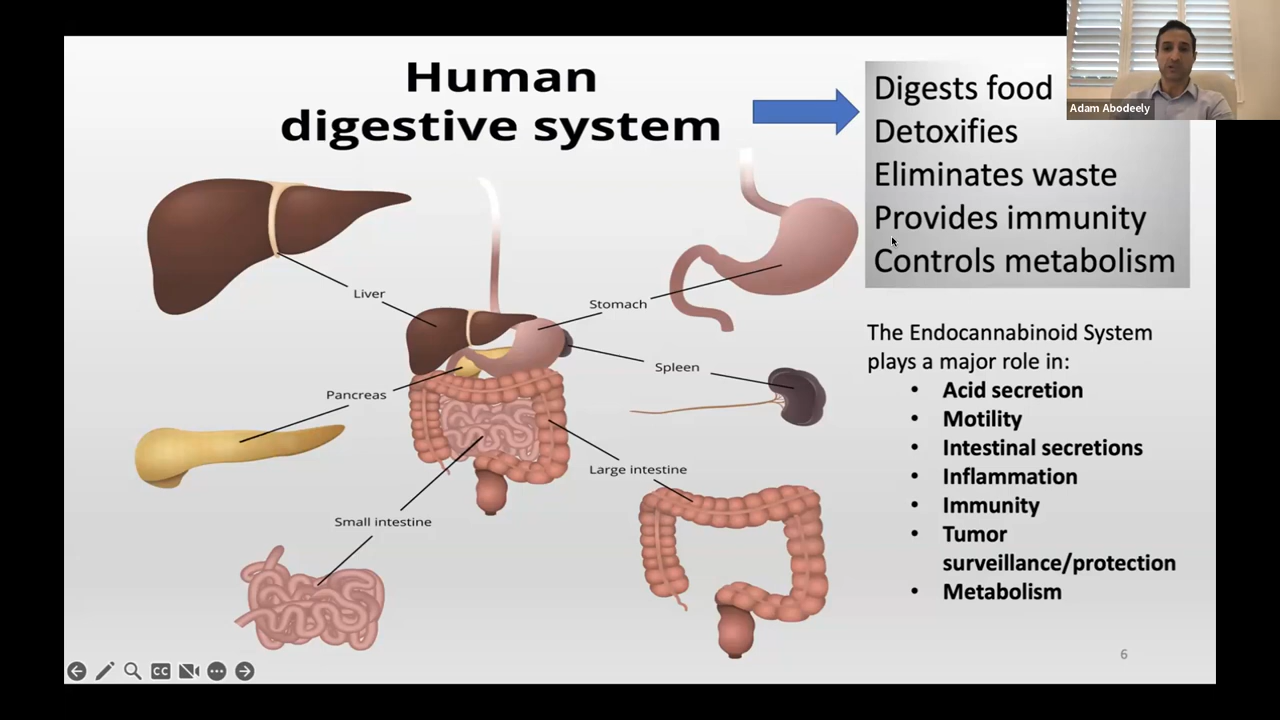 Human
digestive system
Digests food
Detoxifies
Eliminates waste
Provides immunity
Controls metabolism
Adam Abodeely
Liver
Stomach
Spleen
Pancreas
Large intestine
Small intestine
The Endocannabinoid System
plays a major role in:
• Acid secretion
• Motility
• Intestinal secretions
• Inflammation
• Immunity
• Tumor
surveillance/protection
• Metabolism
6
CC